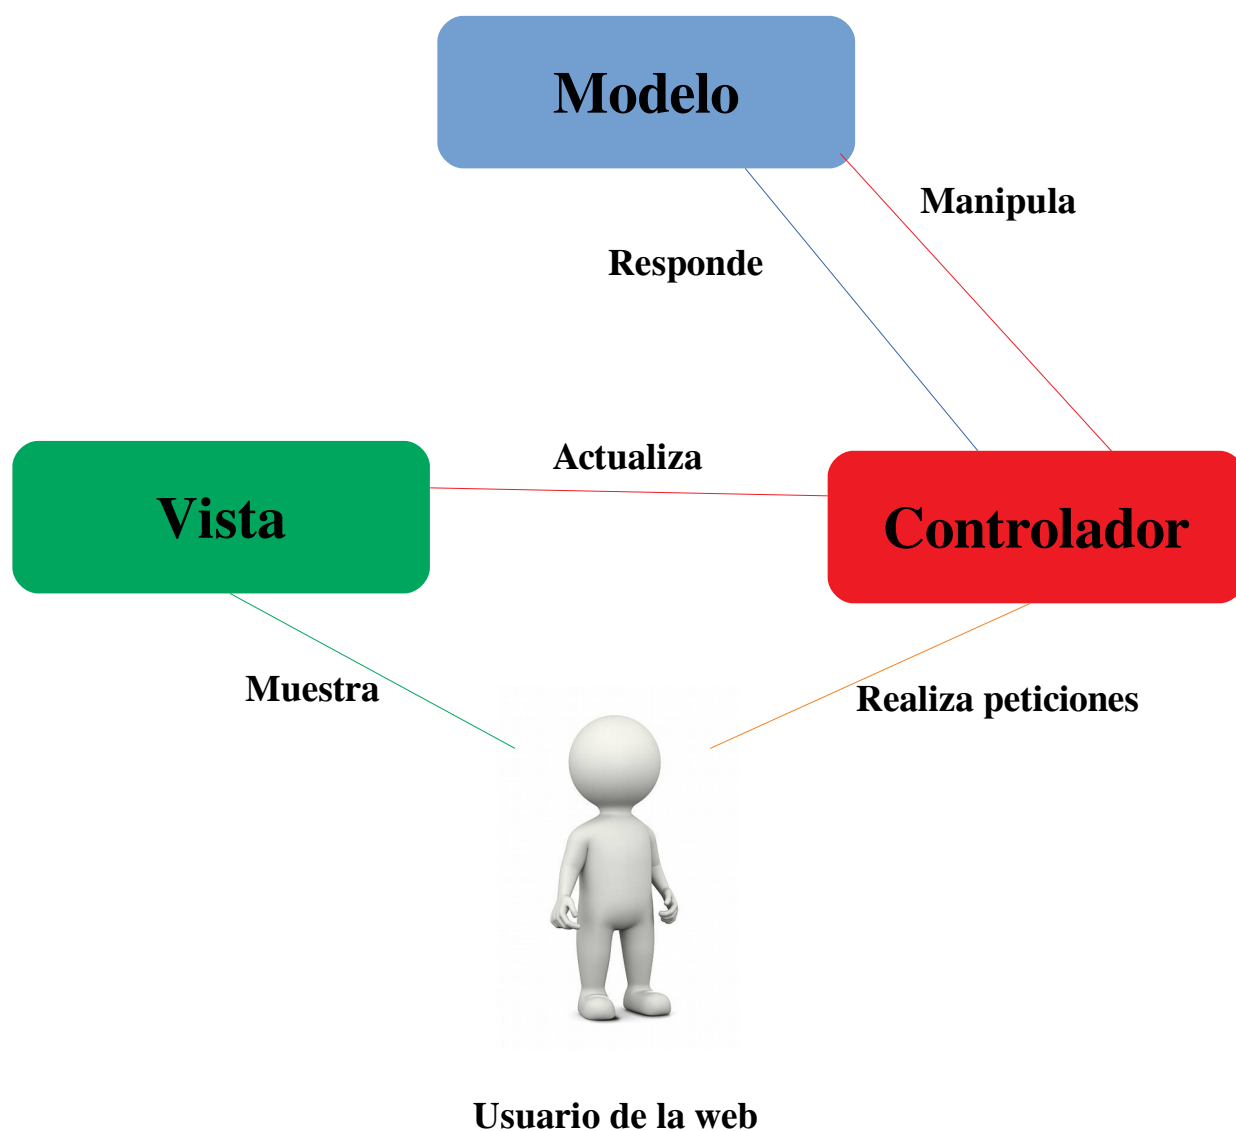 Modelo
Manipula
Responde
Actualiza
Vista
Controlador
Muestra
Realiza peticiones
Usuario de la web